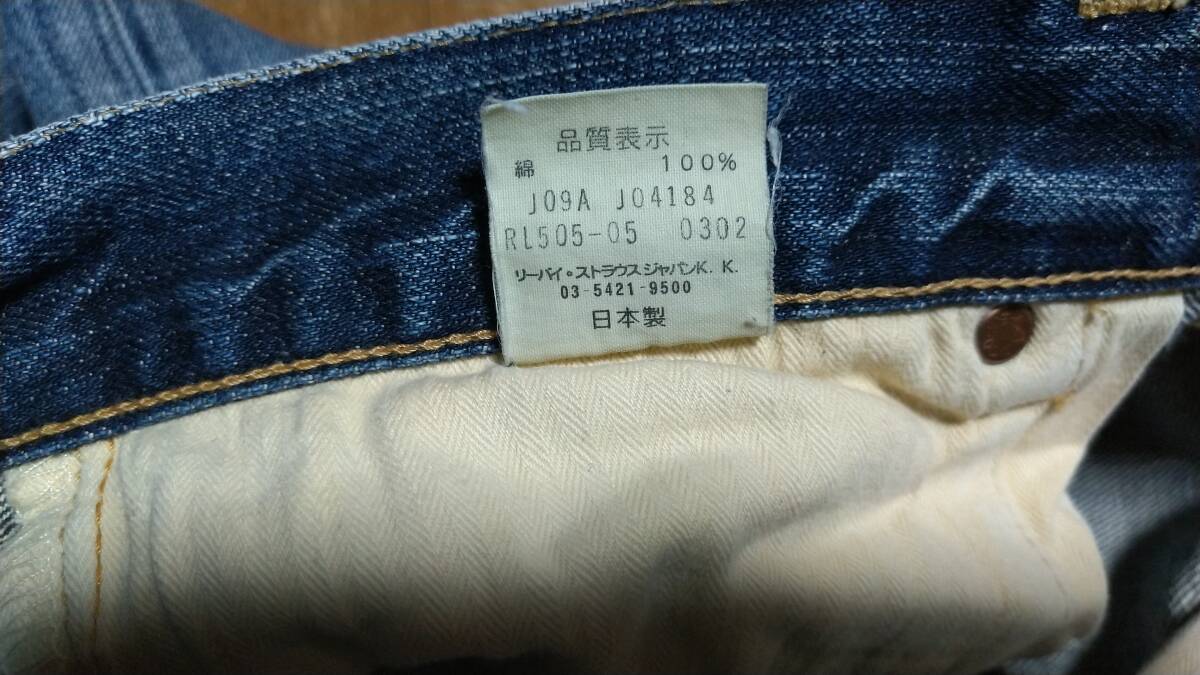 品質表示
綿 100%
J09A J04184
RL505-05 0302
リーバイ・ストラウスジャパンK.K.
03-5421-9500
日本製